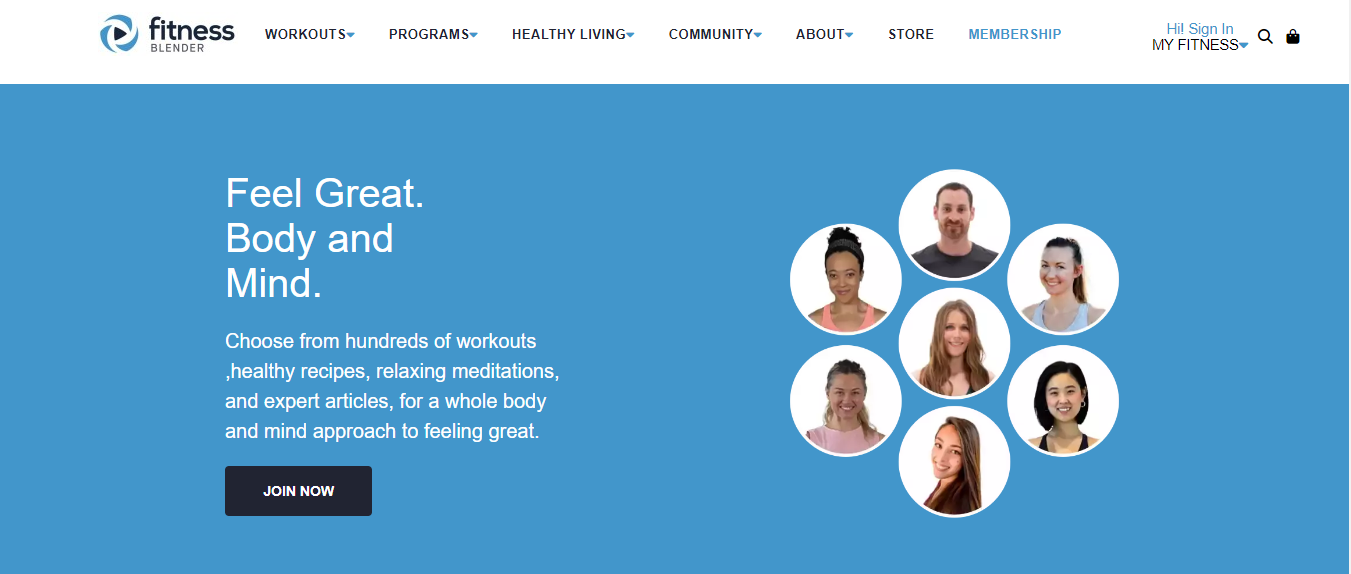 fitness
BLENDER
WORKOUTS PROGRAMS HEALTHY LIVING COMMUNITY ABOUT STORE MEMBERSHIP
Hi! Sign In
MY FITNESS
Feel Great.
Body and
Mind.
Choose from hundreds of workouts
,healthy recipes, relaxing meditations,
and expert articles, for a whole body
and mind approach to feeling great.
JOIN NOW